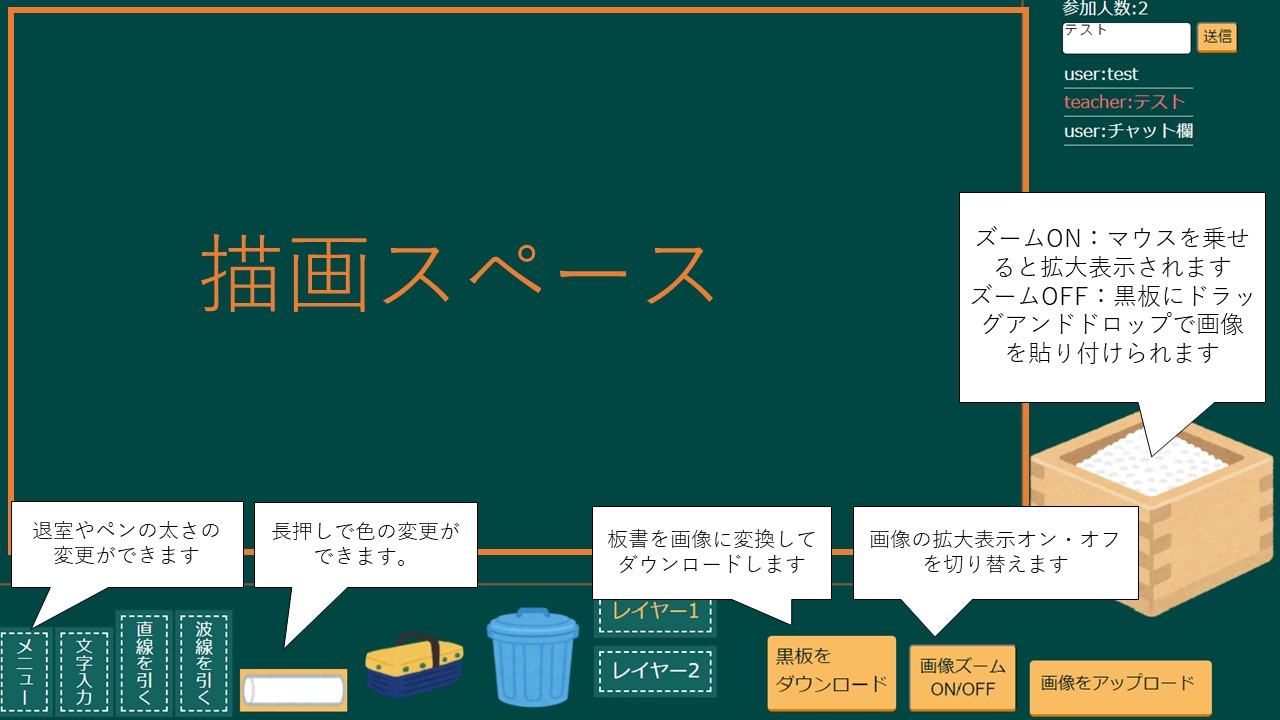 参加人数:2
テスト
送信
user:test
teacher:テスト
user:チャット欄
描画スペース
ズームON：マウスを乗せ
ると拡大表示されます
ズームOFF：黒板にドラッ
グアンドドロップで画像
を貼り付けられます
退室やペンの太さの
変更ができます
長押しで色の変更が
できます。
板書を画像に変換して
ダウンロードします
画像の拡大表示オン・オフ
を切り替えます
メニュー
文字入力
直線を引く
波線を引く
レイヤー1
レイヤー2
黒板を
ダウンロード
画像ズーム
ON/OFF
画像をアップロード